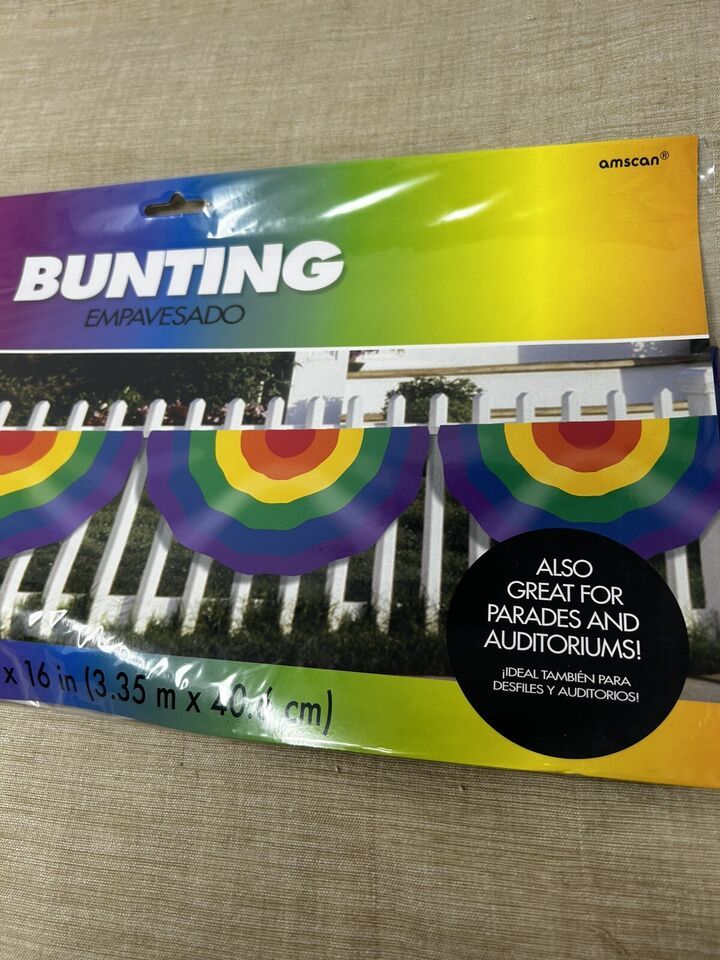 amscan®
BUNTING
EMPAVESADO
ALSO
GREAT FOR
PARADES AND
AUDITORIUMS!
¡IDEAL TAMBIÉN PARA
DESFILES Y AUDITORIOS!
x 16 in (3.35 m x 40.6 cm)